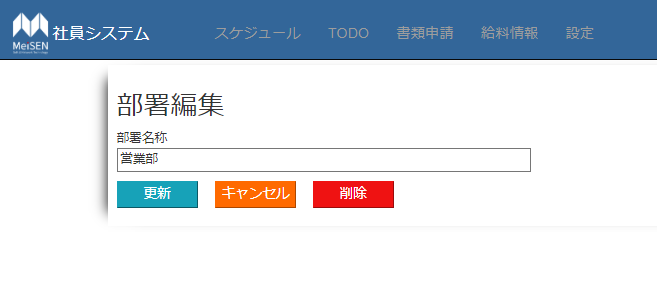 MeiSEN
社員システム
スケジュール TODO 書類申請 給料情報 設定
部署編集
部署名称
営業部
更新 キャンセル 削除